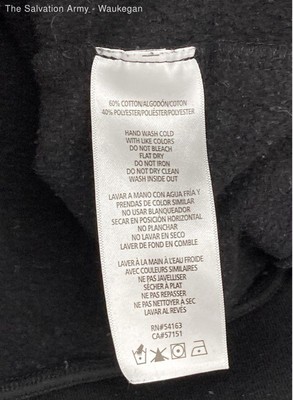 The Salvation Army - Waukegan
60% COTTON/ALGODÓN/COTON
40% POLYESTER/POLIÉSTER/POLYESTER
HAND WASH COLD
WITH LIKE COLORS
DO NOT BLEACH
FLAT DRY
DO NOT IRON
DO NOT DRY CLEAN
WASH INSIDE OUT
LAVAR A MANO CON AGUA FRÍA Y
PRENDAS DE COLOR SIMILAR
NO USAR BLANQUEADOR
SECAR EN POSICIÓN HORIZONTAL
NO PLANCHAR
NO LAVAR EN SECO
LAVER DE FOND EN COMBLE
LAVER À LA MAIN À L'EAU FROIDE
AVEC COULEURS SIMILAIRES
NE PAS JAVELLISER
SÉCHER À PLAT
NE PAS REPASSER
NE PAS NETTOYER A SEC
LAVAR AL REVÉS
RN#54163
CA#57151